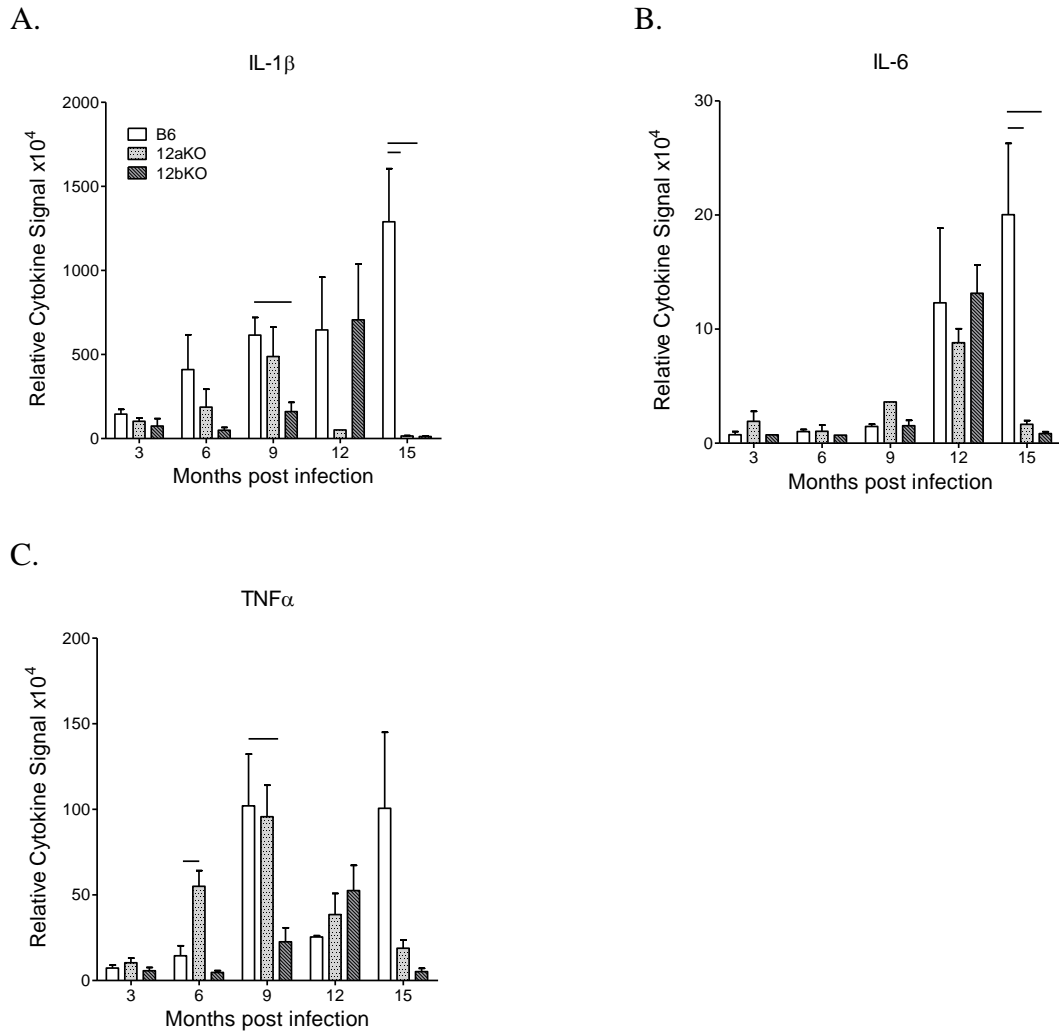 A.
IL-1β
Relative Cytokine Signal x10⁴
2000
1500
1000
500
0
B6
12aKO
12bKO
3 6 9 12 15
Months post infection
B.
IL-6
Relative Cytokine Signal x10⁴
30
20
10
0
3 6 9 12 15
Months post infection
C.
TNFα
Relative Cytokine Signal x10⁴
200
150
100
50
0
3 6 9 12 15
Months post infection